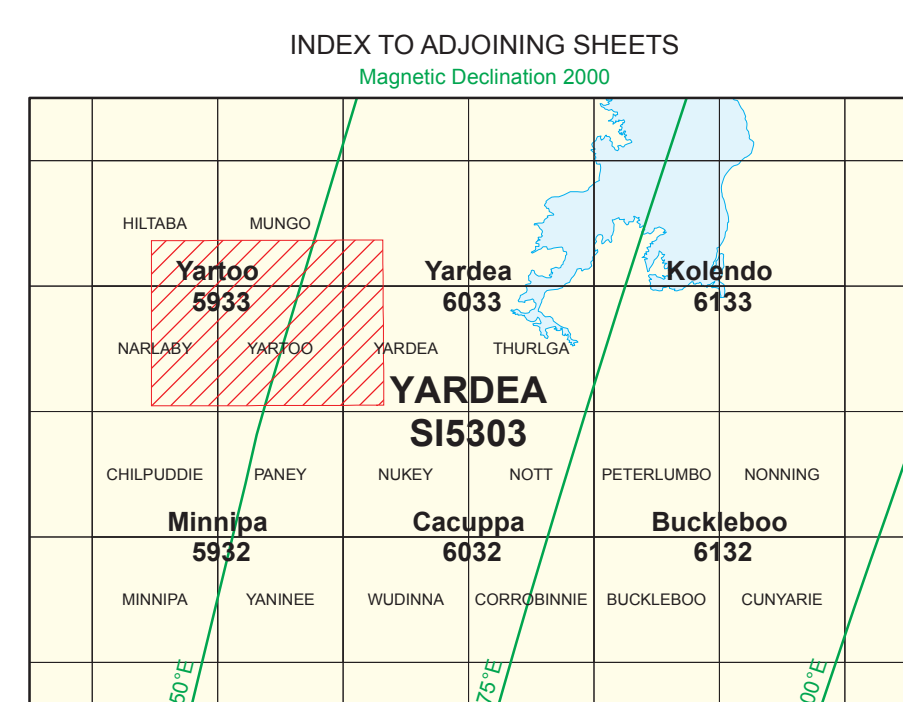 INDEX TO ADJOINING SHEETS
Magnetic Declination 2000
HILTABA MUNGO
Yartoo Yardea Kolendo
5933 6033 6133
NARLABY YARTOO YARDEA THURLGA
YARDEA
SI5303
CHILPUDDIE PANEY NUKEY NOTT PETERLUMBO NONNING
Minnipa Cacuppa Buckleboo
5932 6032 6132
MINNIPA YANINEE WUDINNA CORROBINNIE BUCKLEBOO CUNYARIE
50°E 75°E 00°E